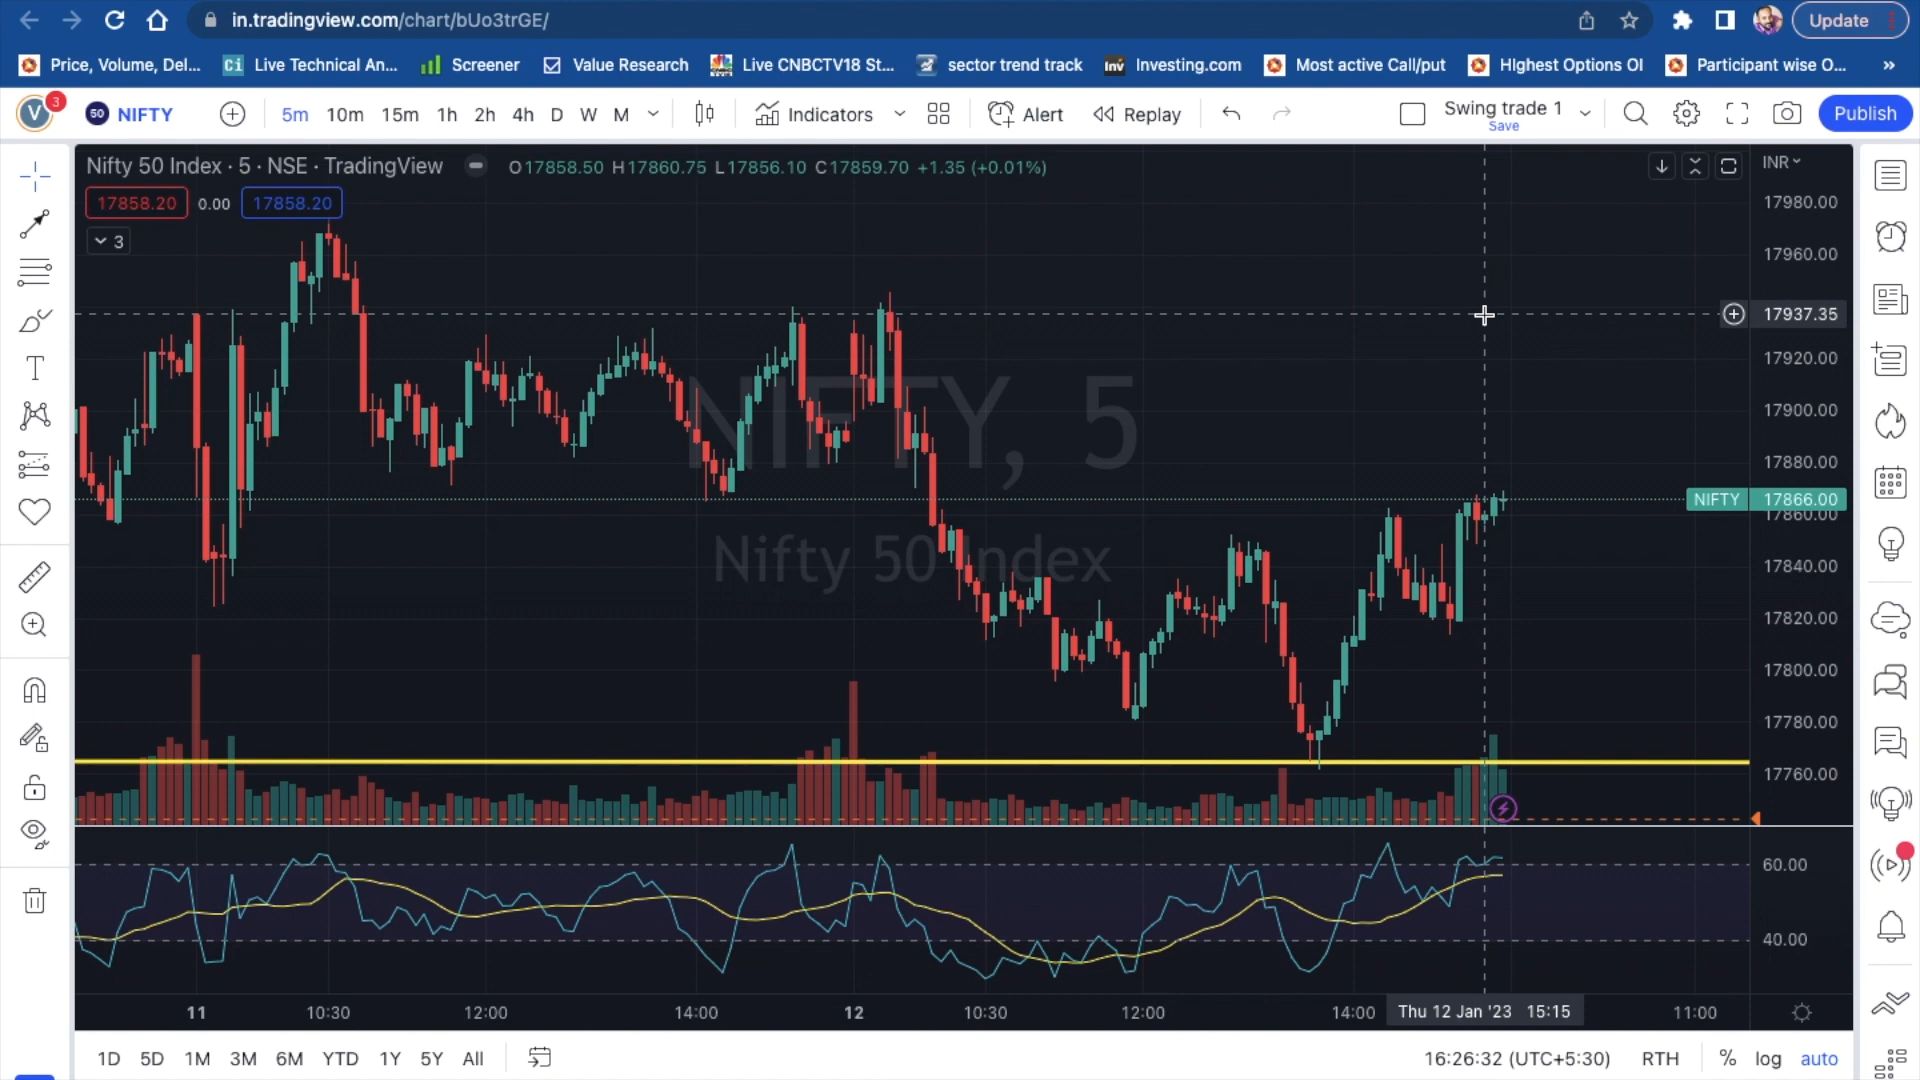 in.tradingview.com/chart/bUo3trGE/
Update
Price, Volume, Del...
Ci Live Technical An...
Screener
Value Research
Live CNBCTV18 St...
sector trend track
Inv Investing.com
Most active Call/put
HIghest Options OI
Participant wise O...
»
V 3
50 NIFTY
5m 10m 15m 1h 2h 4h D W M
Indicators
Alert
Replay
Swing trade 1
Save
Publish
Nifty 50 Index · 5 · NSE · TradingView
O17858.50 H17860.75 L17856.10 C17859.70 +1.35 (+0.01%)
INR
17858.20 0.00 17858.20
3
17980.00
17960.00
17937.35
17920.00
17900.00
17880.00
NIFTY 17866.00
17860.00
17840.00
17820.00
17800.00
17780.00
17760.00
NIFTY, 5
Nifty 50 Index
60.00
40.00
11 10:30 12:00 14:00 12 10:30 12:00 14:00 Thu 12 Jan '23 15:15 11:00
1D 5D 1M 3M 6M YTD 1Y 5Y All
16:26:32 (UTC+5:30) RTH % log auto